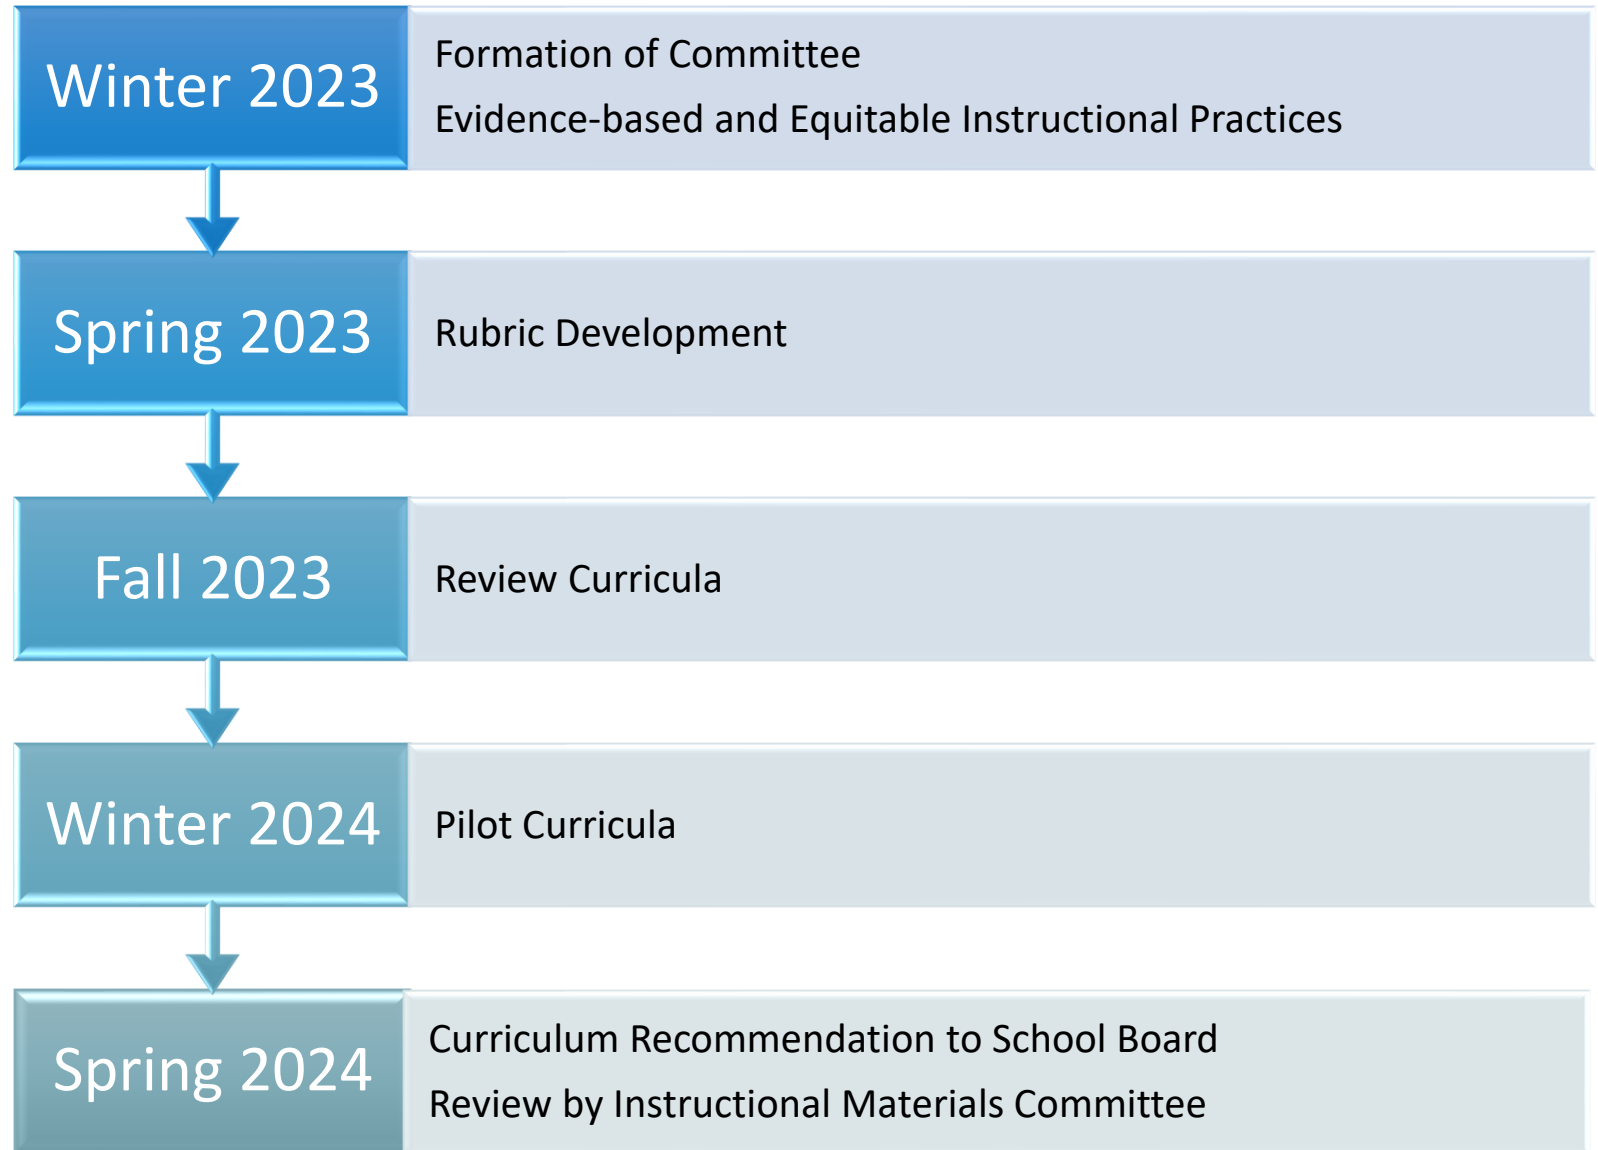 Winter 2023
Formation of Committee
Evidence-based and Equitable Instructional Practices
Spring 2023
Rubric Development
Fall 2023
Review Curricula
Winter 2024
Pilot Curricula
Spring 2024
Curriculum Recommendation to School Board
Review by Instructional Materials Committee